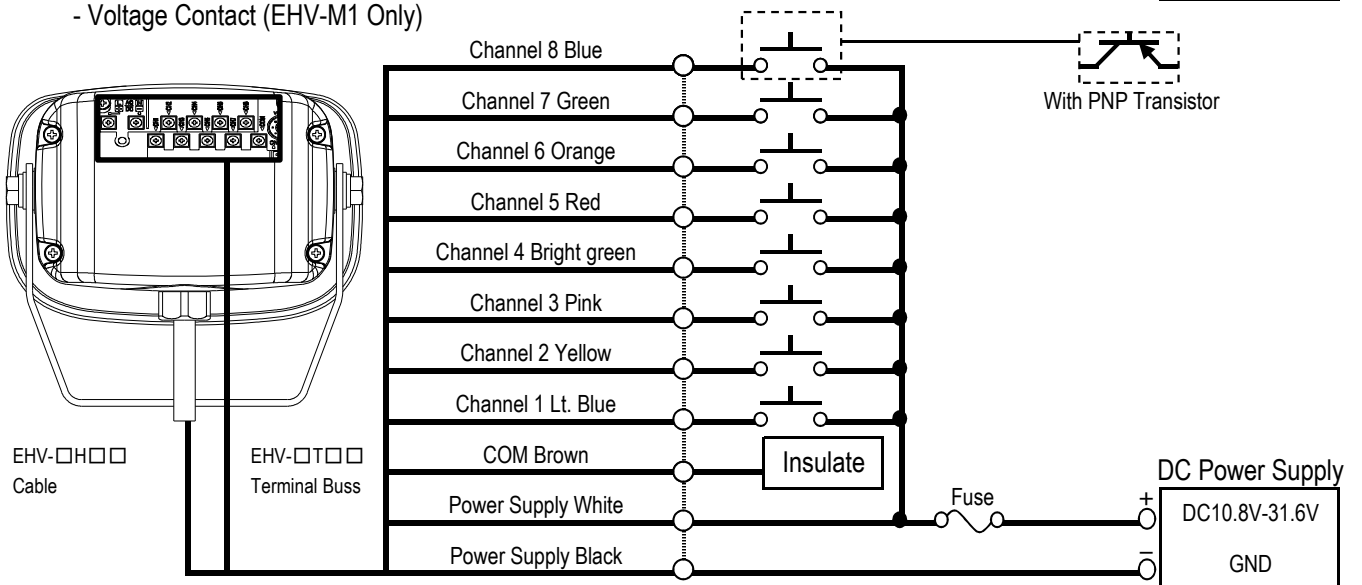 - Voltage Contact (EHV-M1 Only)
Channel 8 Blue
With PNP Transistor
Channel 7 Green
Channel 6 Orange
Channel 5 Red
Channel 4 Bright green
Channel 3 Pink
Channel 2 Yellow
Channel 1 Lt. Blue
EHV-□H□□
Cable
EHV-□T□□
Terminal Buss
COM Brown
Insulate
Power Supply White
Fuse
Power Supply Black
DC Power Supply
+
DC10.8V-31.6V
−
GND